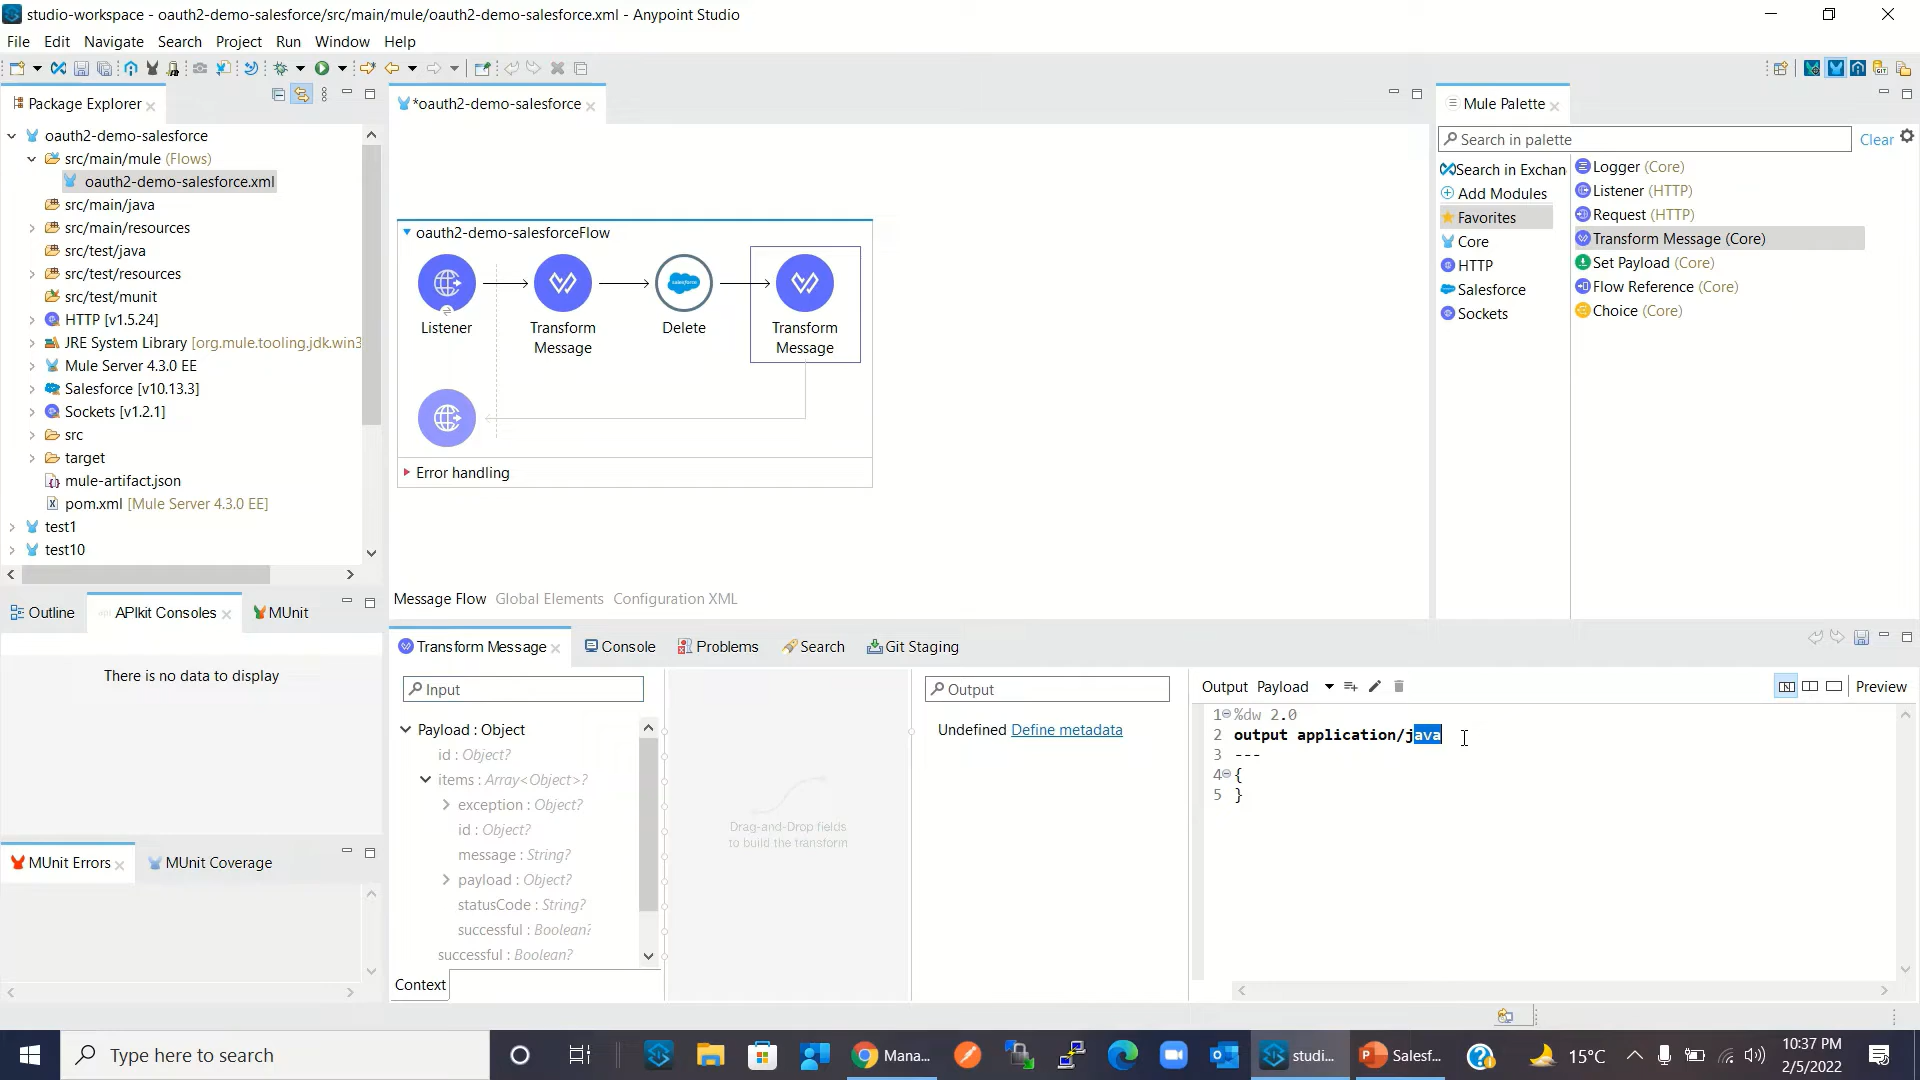 studio-workspace - oauth2-demo-salesforce/src/main/mule/oauth2-demo-salesforce.xml - Anypoint Studio
File Edit Navigate Search Project Run Window Help
Package Explorer
oauth2-demo-salesforce
src/main/mule (Flows)
oauth2-demo-salesforce.xml
src/main/java
src/main/resources
src/test/java
src/test/resources
src/test/munit
HTTP [v1.5.24]
JRE System Library [org.mule.tooling.jdk.win3
Mule Server 4.3.0 EE
Salesforce [v10.13.3]
Sockets [v1.2.1]
src
target
mule-artifact.json
pom.xml [Mule Server 4.3.0 EE]
test1
test10
Outline
APIkit Consoles
MUnit
There is no data to display
MUnit Errors
MUnit Coverage
*oauth2-demo-salesforce
oauth2-demo-salesforceFlow
Listener
Transform
Message
salesforce
Delete
Transform
Message
Error handling
Message Flow Global Elements Configuration XML
Mule Palette
Search in palette
Clear
Search in Exchan
Add Modules
Favorites
Core
HTTP
Salesforce
Sockets
Logger (Core)
Listener (HTTP)
Request (HTTP)
Transform Message (Core)
Set Payload (Core)
Flow Reference (Core)
Choice (Core)
Transform Message
Console
Problems
Search
Git Staging
Input
Payload : Object
id : Object?
items : Array<Object>?
exception : Object?
id : Object?
message : String?
payload : Object?
statusCode : String?
successful : Boolean?
successful : Boolean?
Context
Drag-and-Drop fields
to build the transform
Output
Undefined Define metadata
Output Payload
Preview
1 %dw 2.0
2 output application/java
3 ---
4 {
5 }
Type here to search
Mana...
studi...
Salesf...
15°C
10:37 PM
2/5/2022